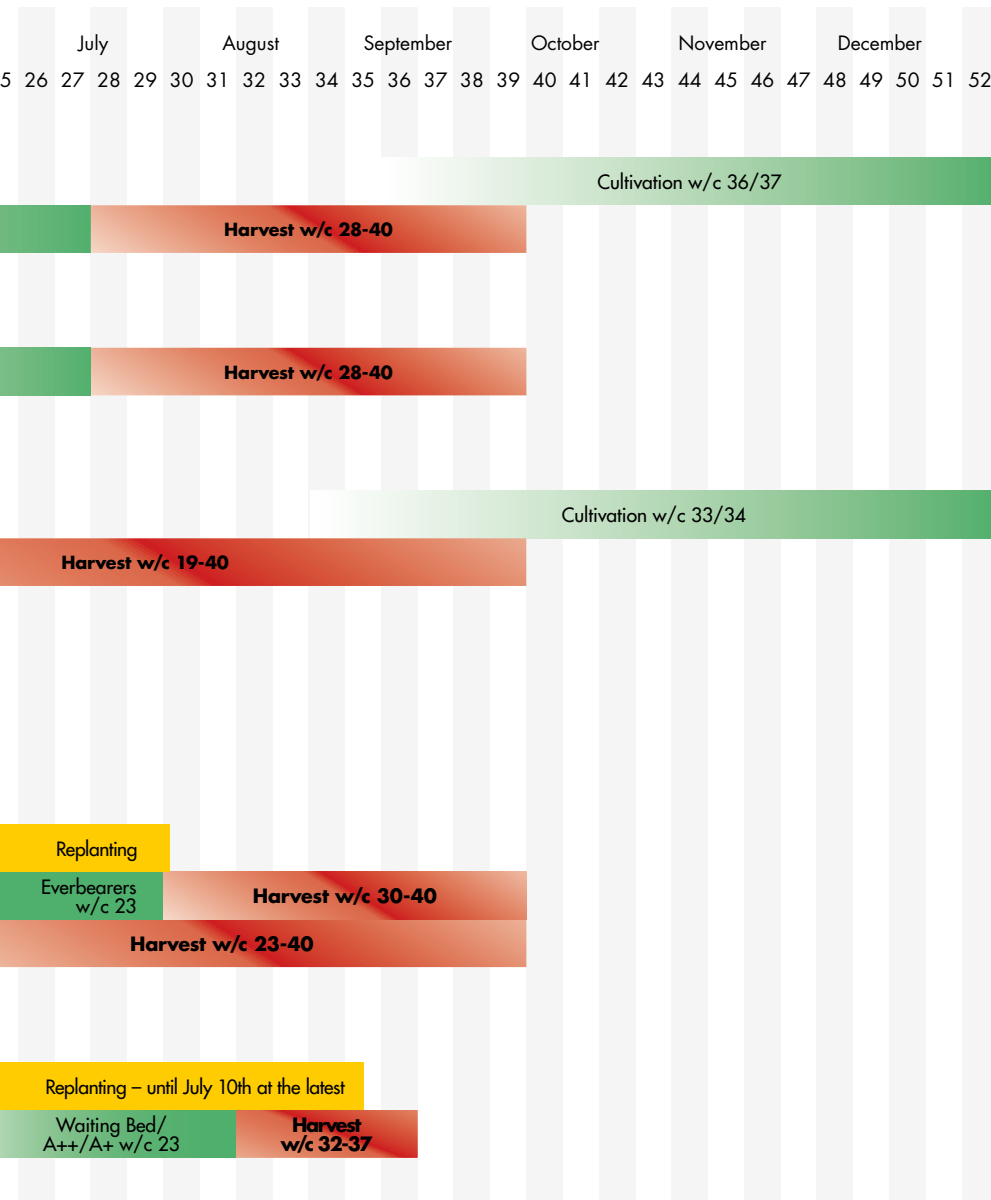 July August September October November December
5 26 27 28 29 30 31 32 33 34 35 36 37 38 39 40 41 42 43 44 45 46 47 48 49 50 51 52
Cultivation w/c 36/37
Harvest w/c 28-40
Harvest w/c 28-40
Cultivation w/c 33/34
Harvest w/c 19-40
Replanting
Everbearers
w/c 23
Harvest w/c 30-40
Harvest w/c 23-40
Replanting – until July 10th at the latest
Waiting Bed/
A++/A+ w/c 23
Harvest
w/c 32-37